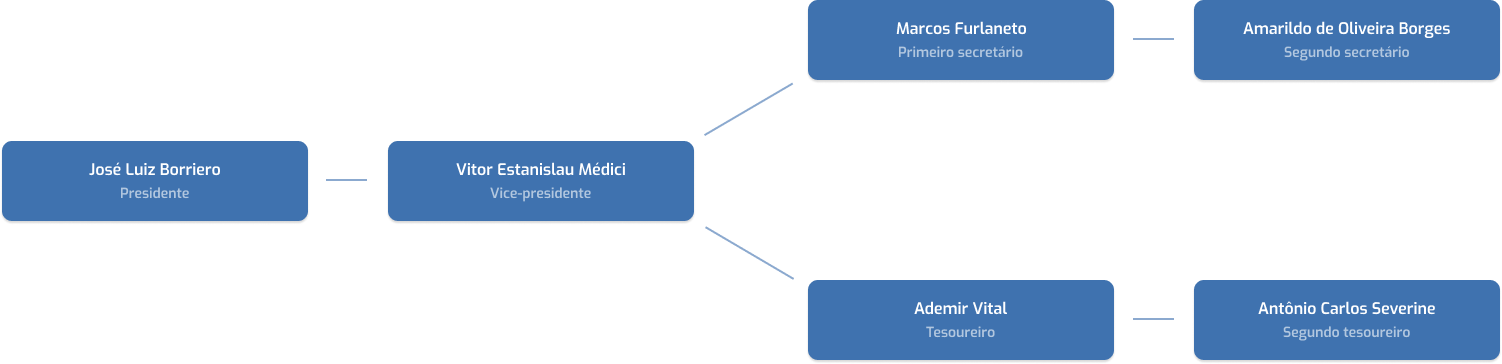 Marcos Furlaneto
Primeiro secretário
Amarildo de Oliveira Borges
Segundo secretário
José Luiz Borriero
Presidente
Vitor Estanislau Médici
Vice-presidente
Ademir Vital
Tesoureiro
Antônio Carlos Severine
Segundo tesoureiro